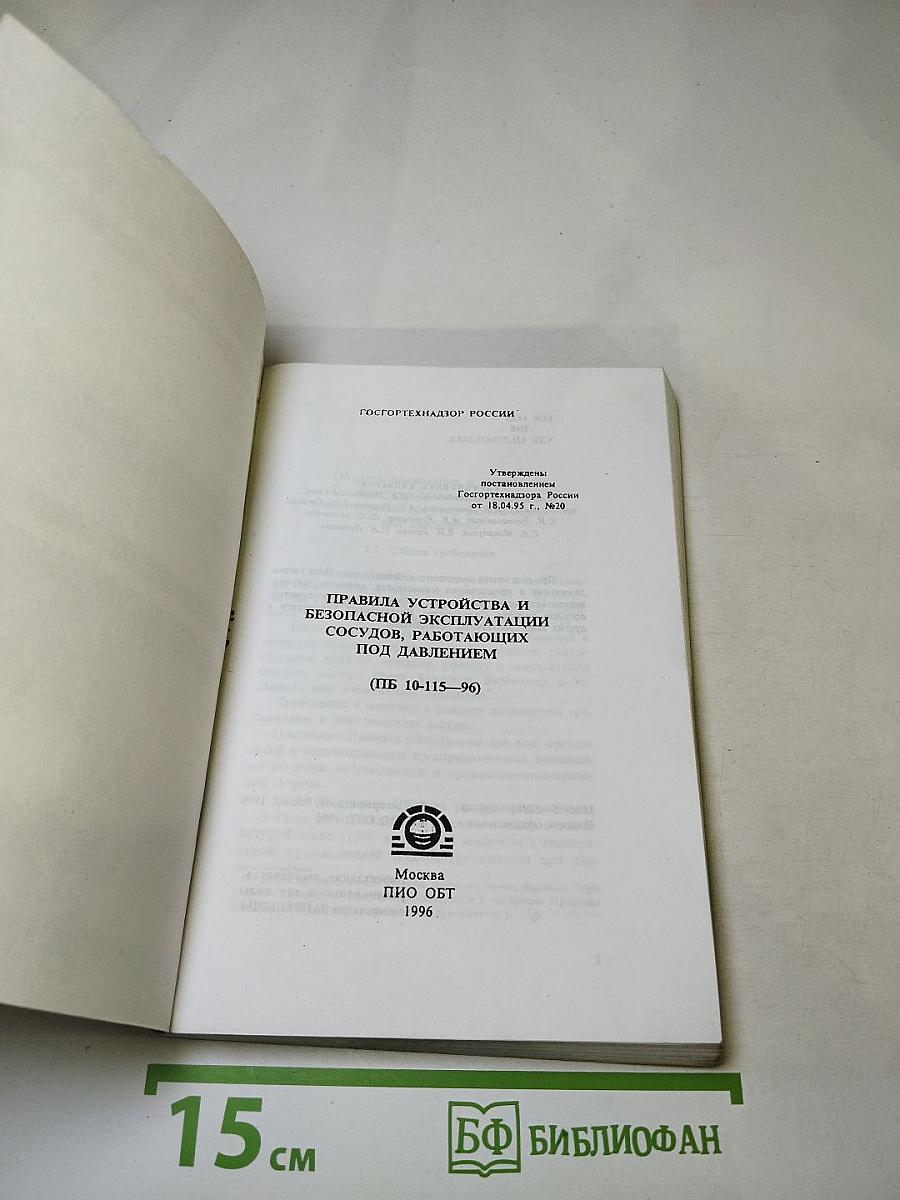 ГОСГОРТЕХНАДЗОР РОССИИ
Утверждены
постановлением
Госгортехнадзора России
от 18.04.95 г., №20
ПРАВИЛА УСТРОЙСТВА И
БЕЗОПАСНОЙ ЭКСПЛУАТАЦИИ
СОСУДОВ, РАБОТАЮЩИХ
ПОД ДАВЛЕНИЕМ
(ПБ 10-115—96)
Москва
ПИО ОБТ
1996
3
15 см
БФ БИБЛИОФАН